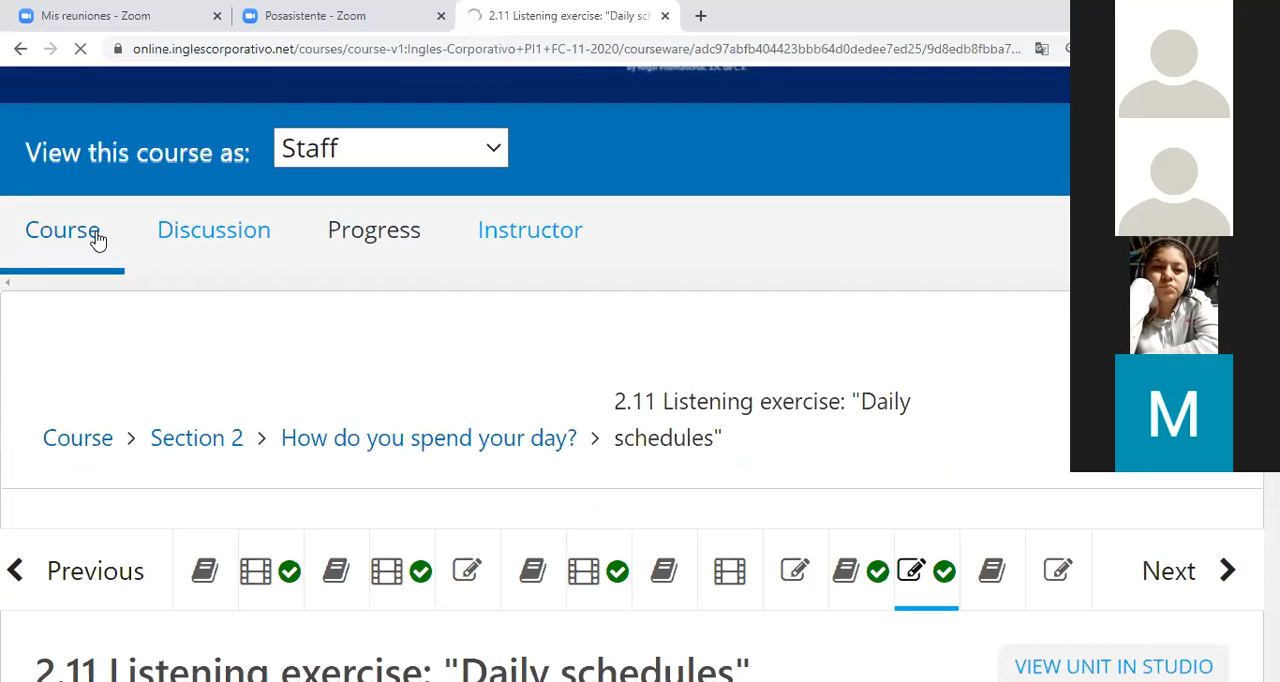 Mis reuniones - Zoom
Posasistente - Zoom
2.11 Listening exercise: "Daily sch
online.inglescorporativo.net/courses/course-v1:Ingles-Corporativo+PI1+FC-11-2020/courseware/adc97abfb404423bbb64d0dedee7ed25/9d8edb8fbba7...
View this course as:
Staff
Course
Discussion
Progress
Instructor
Course > Section 2 > How do you spend your day? > 2.11 Listening exercise: "Daily
schedules"
Previous
Next
2.11 Listening exercise: "Daily schedules"
VIEW UNIT IN STUDIO
M